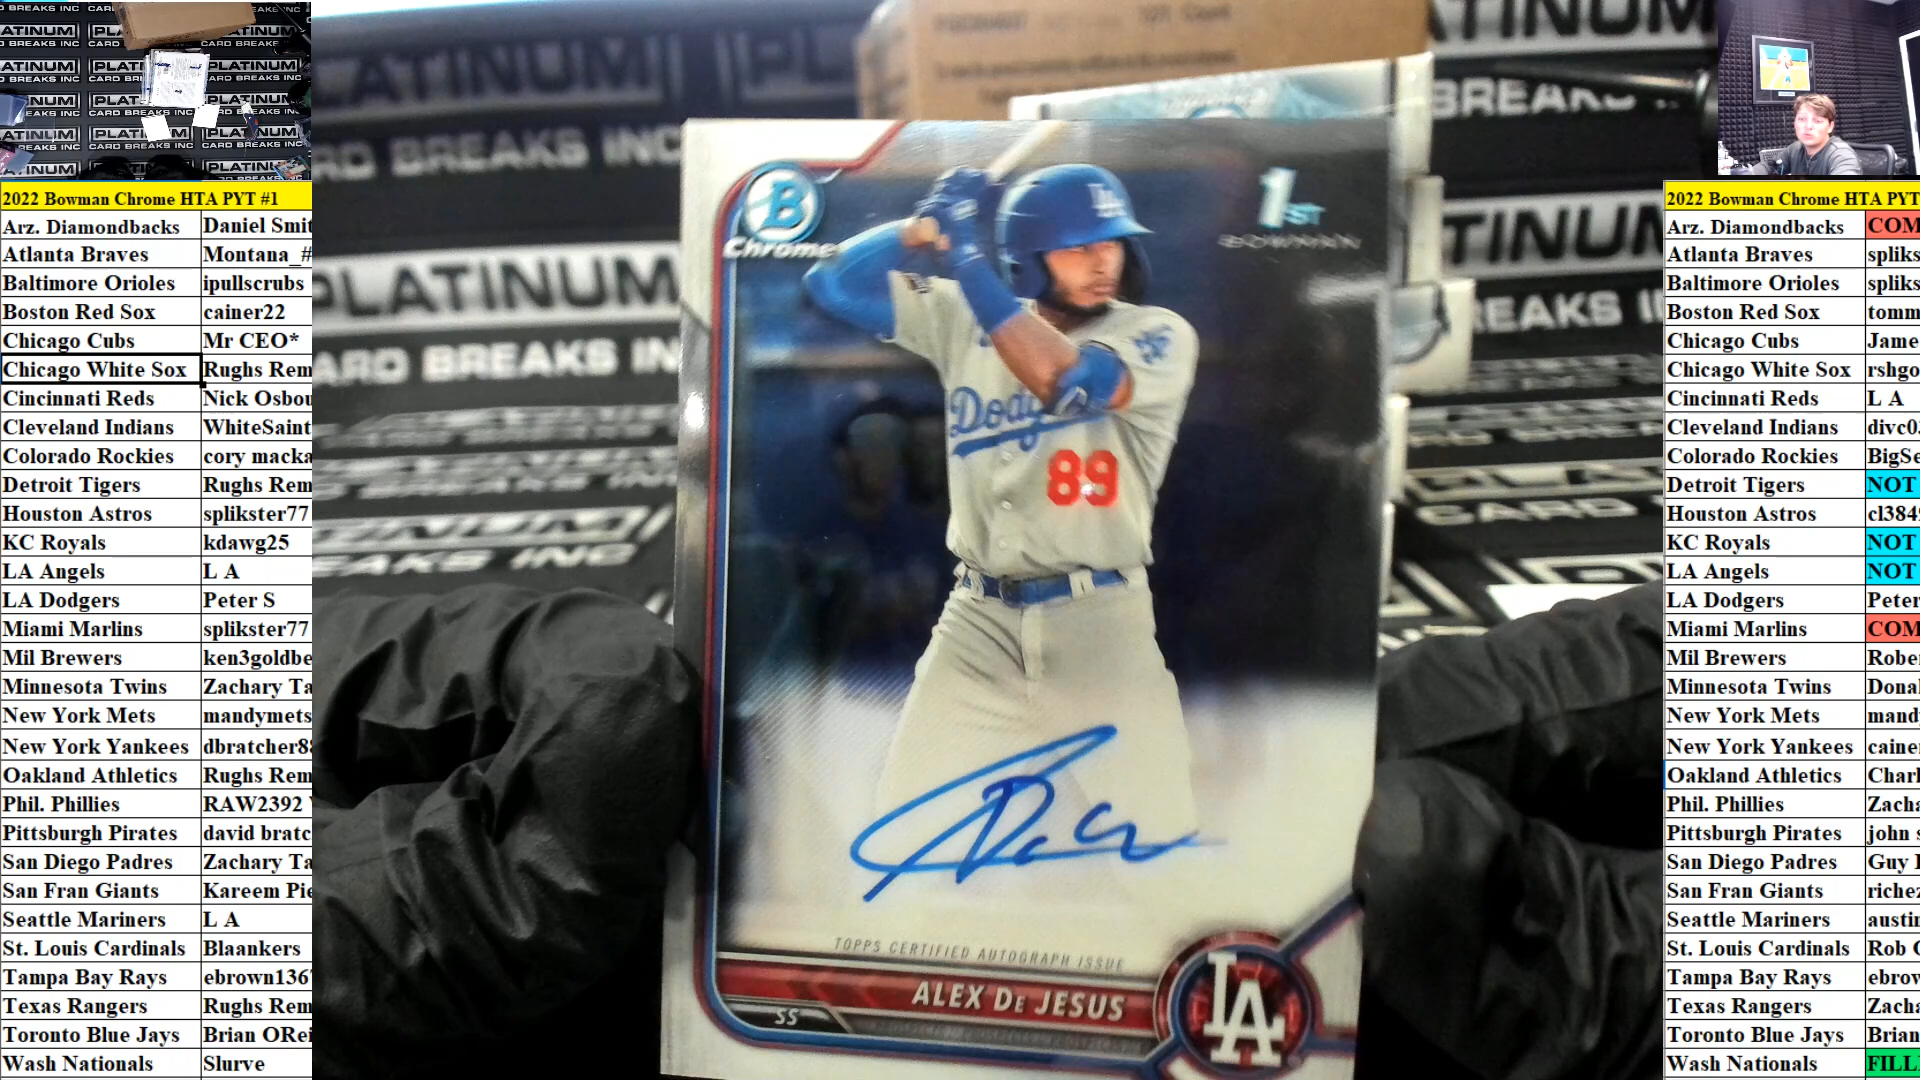 2022 Bowman Chrome HTA PYT #1
Arz. Diamondbacks Daniel Smit
Atlanta Braves Montana_#
Baltimore Orioles ipullscrubs
Boston Red Sox cainer22
Chicago Cubs Mr CEO*
Chicago White Sox Rughs Rem
Cincinnati Reds Nick Osbou
Cleveland Indians WhiteSaint
Colorado Rockies cory macka
Detroit Tigers Rughs Rem
Houston Astros splikster77
KC Royals kdawg25
LA Angels L A
LA Dodgers Peter S
Miami Marlins splikster77
Mil Brewers ken3goldbe
Minnesota Twins Zachary Ta
New York Mets mandymets
New York Yankees dbratcher88
Oakland Athletics Rughs Rem
Phil. Phillies RAW2392
Pittsburgh Pirates david bratc
San Diego Padres Zachary Ta
San Fran Giants Kareem Pie
Seattle Mariners L A
St. Louis Cardinals Blaankers
Tampa Bay Rays ebrown136
Texas Rangers Rughs Rem
Toronto Blue Jays Brian ORei
Wash Nationals Slurve
PLATINUM
CARD BREAKS INC
B
Chrome
1ST
BOWMAN
LA
Dodg
89
TOPPS CERTIFIED AUTOGRAPH ISSUE
ALEX De JESUS
SS
LA
2022 Bowman Chrome HTA PYT
Arz. Diamondbacks COM
Atlanta Braves spliks
Baltimore Orioles spliks
Boston Red Sox tomm
Chicago Cubs Jame
Chicago White Sox rshgo
Cincinnati Reds L A
Cleveland Indians divc0
Colorado Rockies BigSe
Detroit Tigers NOT
Houston Astros cl384
KC Royals NOT
LA Angels NOT
LA Dodgers Peter
Miami Marlins COM
Mil Brewers Robe
Minnesota Twins Dona
New York Mets mand
New York Yankees caine
Oakland Athletics Charl
Phil. Phillies Zacha
Pittsburgh Pirates john s
San Diego Padres Guy
San Fran Giants richez
Seattle Mariners austin
St. Louis Cardinals Rob
Tampa Bay Rays ebrow
Texas Rangers Zacha
Toronto Blue Jays Brian
Wash Nationals FILL